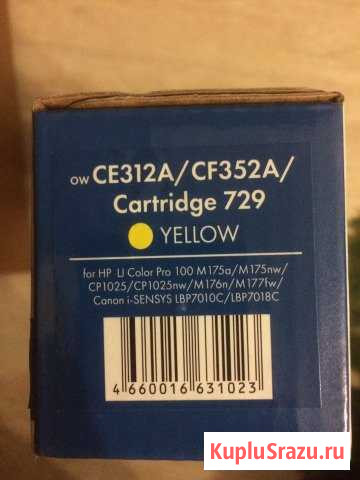 ow CE312A/CF352A/
Cartridge 729
YELLOW
for HP LJ Color Pro 100 M175a/M175nw/
CP1025/CP1025nw/M176n/M177fw/
Canon i-SENSYS LBP7010C/LBP7018C
4 660016 631023
KupluSrazu.ru